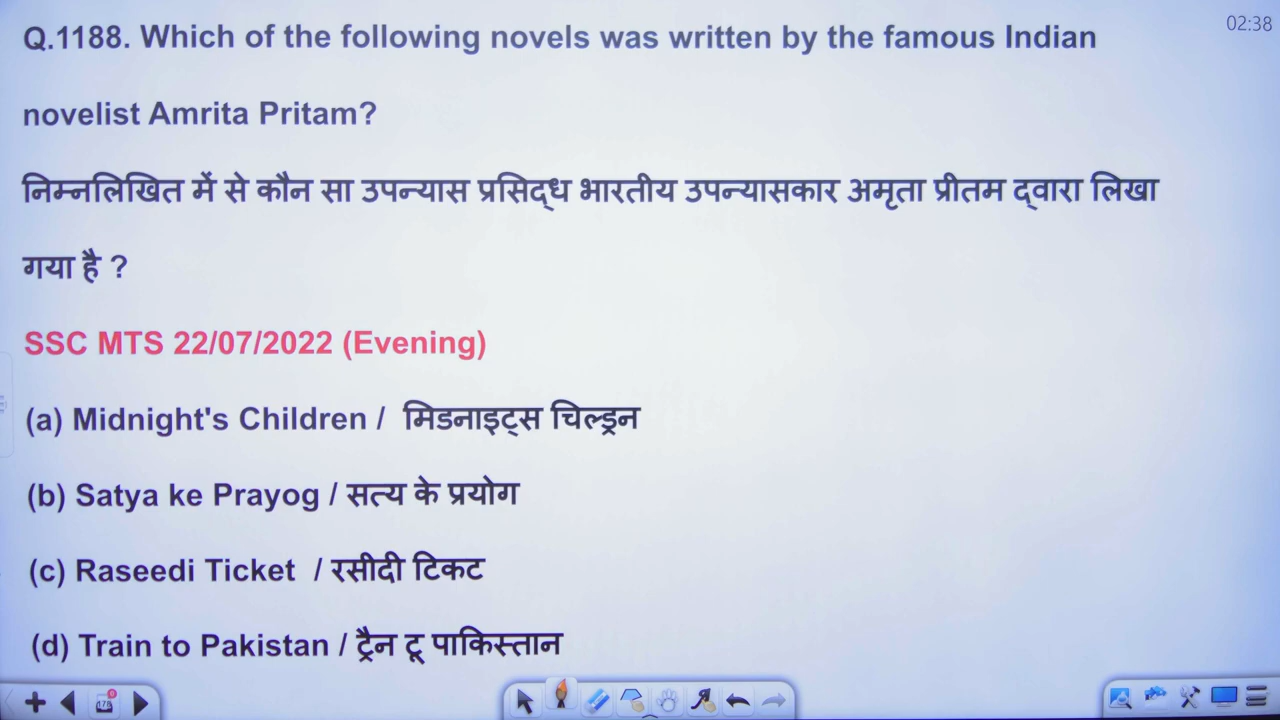 02:38
Q.1188. Which of the following novels was written by the famous Indian
novelist Amrita Pritam?
निम्नलिखित में से कौन सा उपन्यास प्रसिद्ध भारतीय उपन्यासकार अमृता प्रीतम द्वारा लिखा
गया है ?
SSC MTS 22/07/2022 (Evening)
(a) Midnight's Children / मिडनाइट्स चिल्ड्रन
(b) Satya ke Prayog / सत्य के प्रयोग
(c) Raseedi Ticket / रसीदी टिकट
(d) Train to Pakistan / ट्रैन टू पाकिस्तान